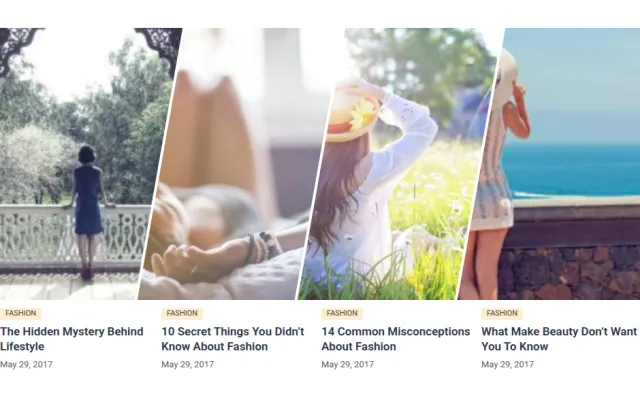 FASHION
The Hidden Mystery Behind
Lifestyle
May 29, 2017
FASHION
10 Secret Things You Didn't
Know About Fashion
May 29, 2017
FASHION
14 Common Misconceptions
About Fashion
May 29, 2017
FASHION
What Make Beauty Don't Want
You To Know
May 29, 2017